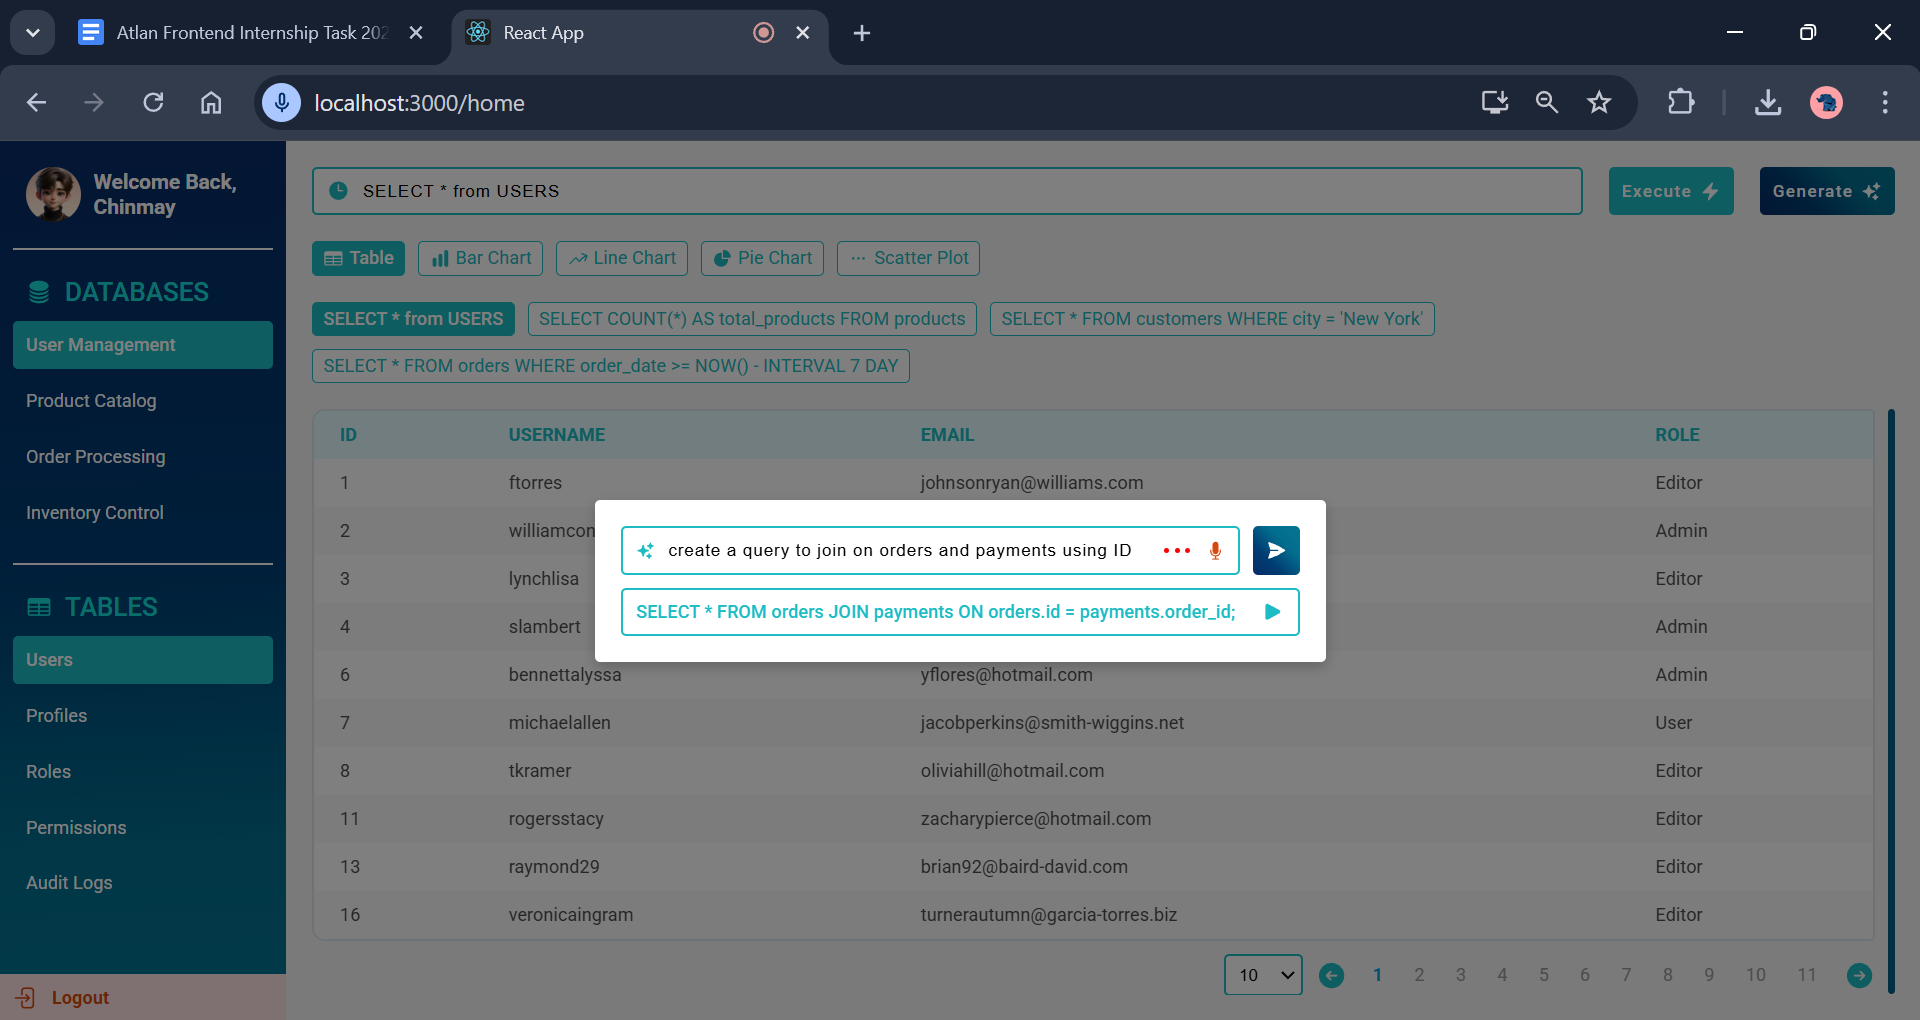 Atlan Frontend Internship Task 202
React App
localhost:3000/home
Welcome Back,
Chinmay
DATABASES
User Management
Product Catalog
Order Processing
Inventory Control
TABLES
Users
Profiles
Roles
Permissions
Audit Logs
Logout
SELECT * from USERS
Execute
Generate
Table Bar Chart Line Chart Pie Chart Scatter Plot
SELECT * from USERS SELECT COUNT(*) AS total_products FROM products SELECT * FROM customers WHERE city = 'New York'
SELECT * FROM orders WHERE order_date >= NOW() - INTERVAL 7 DAY
ID USERNAME EMAIL ROLE
1 ftorres johnsonryan@williams.com Editor
2 williamcon Admin
3 lynchlisa Editor
4 slambert Admin
create a query to join on orders and payments using ID
SELECT * FROM orders JOIN payments ON orders.id = payments.order_id;
6 bennettalyssa yflores@hotmail.com Admin
7 michaelallen jacobperkins@smith-wiggins.net User
8 tkramer oliviahill@hotmail.com Editor
11 rogersstacy zacharypierce@hotmail.com Editor
13 raymond29 brian92@baird-david.com Editor
16 veronicaingram turnerautumn@garcia-torres.biz Editor
10 1 2 3 4 5 6 7 8 9 10 11